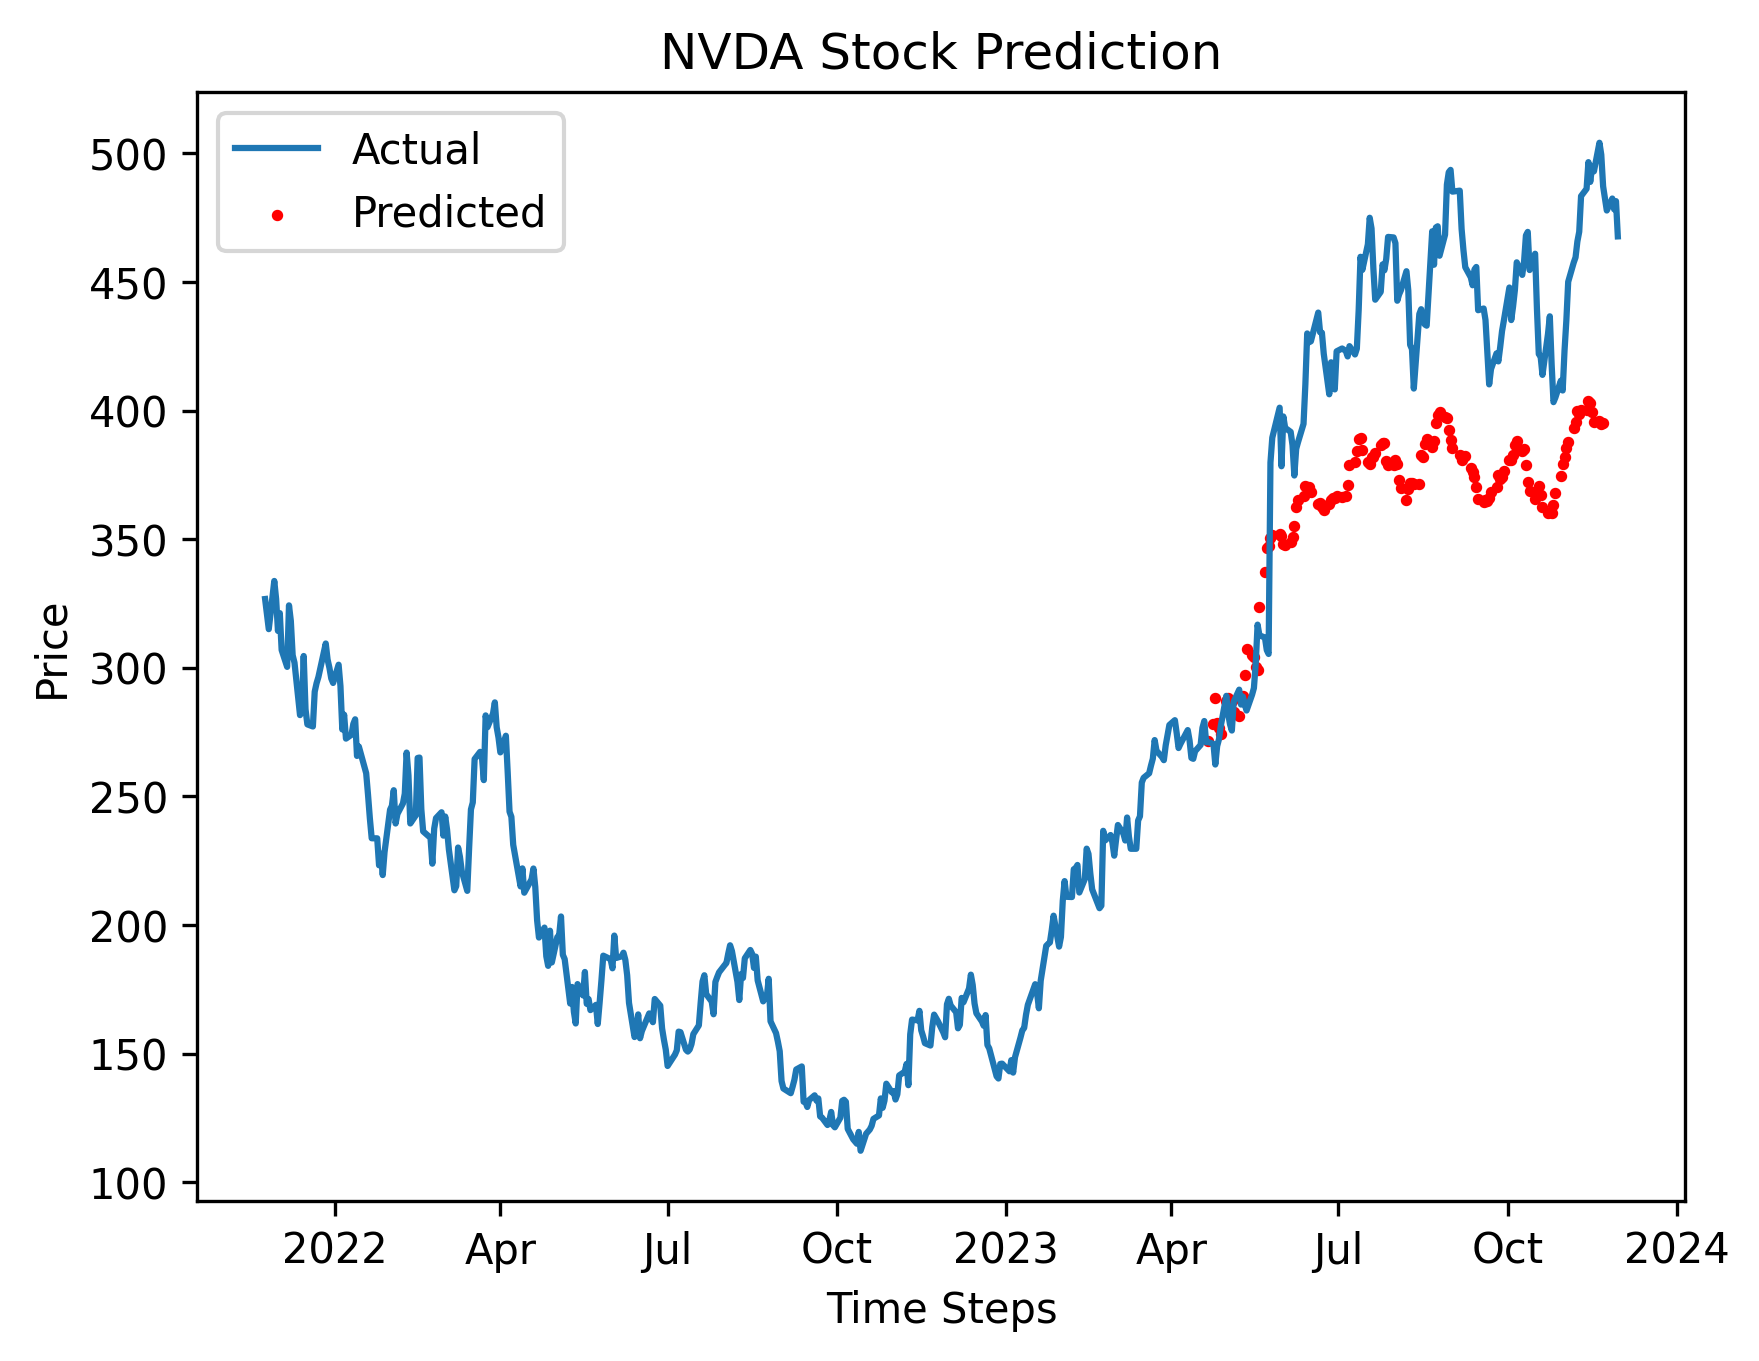 NVDA Stock Prediction
Actual
Predicted
Price
500
450
400
350
300
250
200
150
100
2022 Apr Jul Oct 2023 Apr Jul Oct 2024
Time Steps